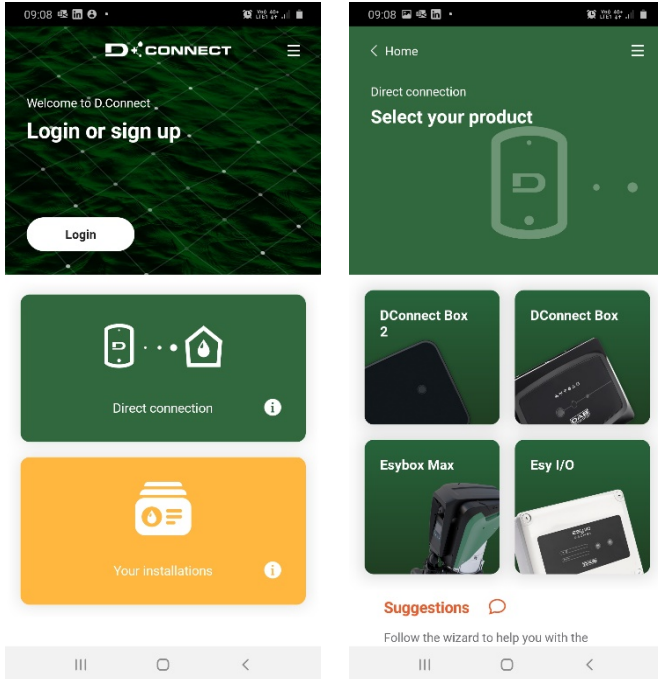 09:08
D+CONNECT
Welcome to D.Connect
Login or sign up
Login
Direct connection
Your installations
09:08
Home
Direct connection
Select your product
D
DConnect Box
2
DConnect Box
DAB
Esybox Max
Esy I/O
DAB
Suggestions
Follow the wizard to help you with the